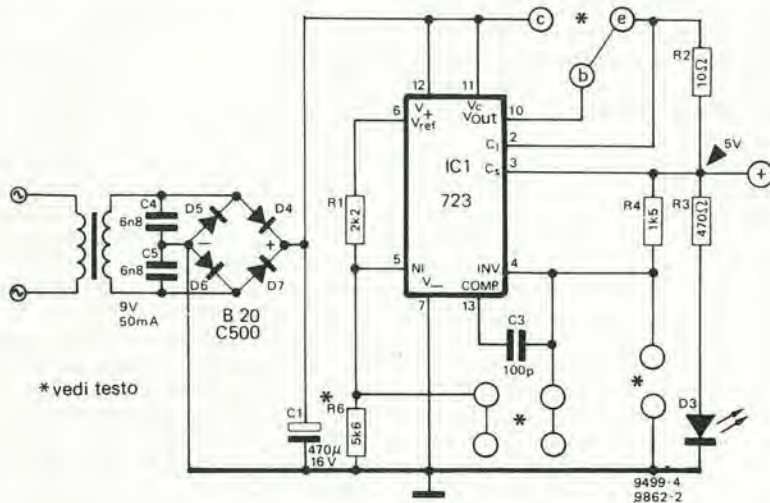 c
*
e
R2
10Ω
b
12
11
V+
Vc
6
Vref
Vout
10
2
CI
5V
IC1
Cs
3
+
723
R1
2k2
R4
1k5
R3
470Ω
C4
6n8
D5
D4
C5
6n8
–
+
D6
D7
5
NI
INV.
4
V–
COMP.
7
13
9V
50mA
B 20
C500
C3
100p
*vedi testo
*
*
*
C1
470µ
16V
R6
5k6
D3
9499-4
9862-2